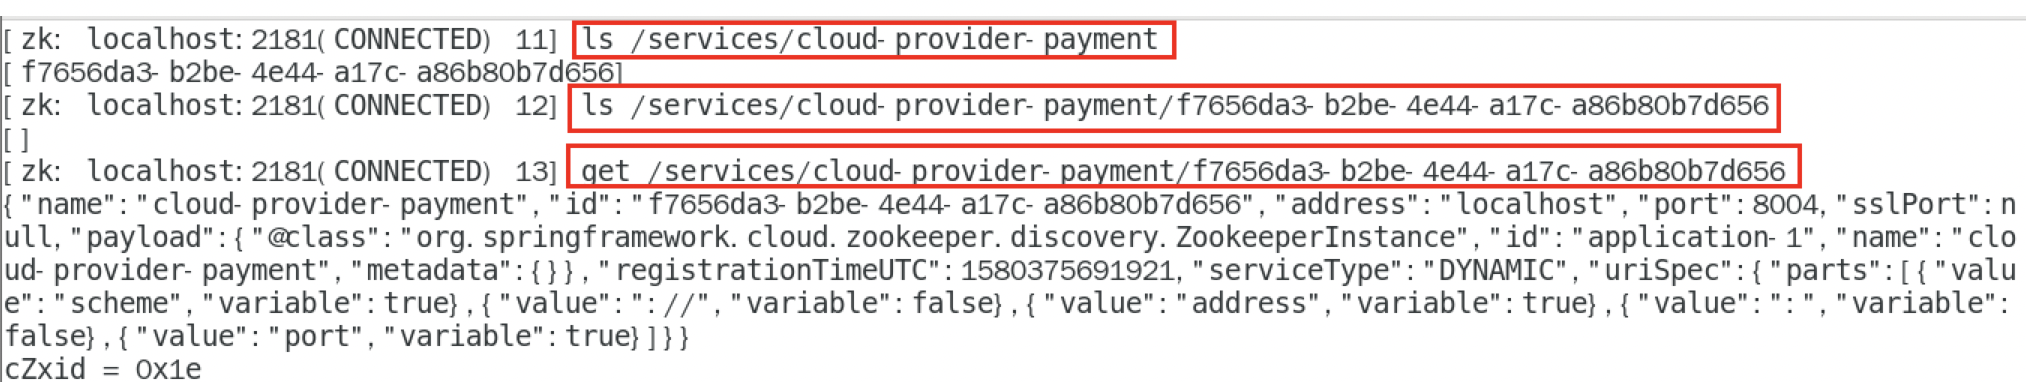 [zk: localhost:2181(CONNECTED) 11] ls /services/cloud-provider-payment
[f7656da3-b2be-4e44-a17c-a86b80b7d656]
[zk: localhost:2181(CONNECTED) 12] ls /services/cloud-provider-payment/f7656da3-b2be-4e44-a17c-a86b80b7d656
[]
[zk: localhost:2181(CONNECTED) 13] get /services/cloud-provider-payment/f7656da3-b2be-4e44-a17c-a86b80b7d656
{"name":"cloud-provider-payment","id":"f7656da3-b2be-4e44-a17c-a86b80b7d656","address":"localhost","port":8004,"sslPort":n
ull,"payload":{"@class":"org.springframework.cloud.zookeeper.discovery.ZookeeperInstance","id":"application-1","name":"clo
ud-provider-payment","metadata":{}},"registrationTimeUTC":1580375691921,"serviceType":"DYNAMIC","uriSpec":{"parts":[{"valu
e":"scheme","variable":true},{"value":"://","variable":false},{"value":"address","variable":true},{"value":":","variable":
false},{"value":"port","variable":true}]}}
cZxid = 0x1e